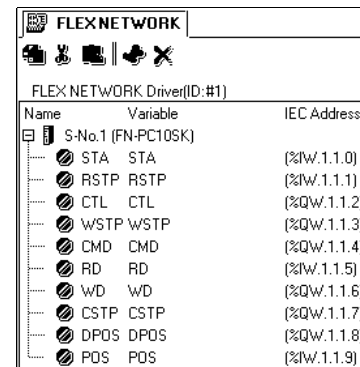 FLEXNETWORK
FLEX NETWORK Driver(ID:#1)
Name Variable IEC Address
S-No.1 (FN-PC10SK)
STA STA (%IW.1.1.0)
RSTP RSTP (%IW.1.1.1)
CTL CTL (%QW.1.1.2
WSTP WSTP (%QW.1.1.3
CMD CMD (%QW.1.1.4
RD RD (%IW.1.1.5)
WD WD (%QW.1.1.6
CSTP CSTP (%QW.1.1.7
DPOS DPOS (%QW.1.1.8
POS POS (%IW.1.1.9)